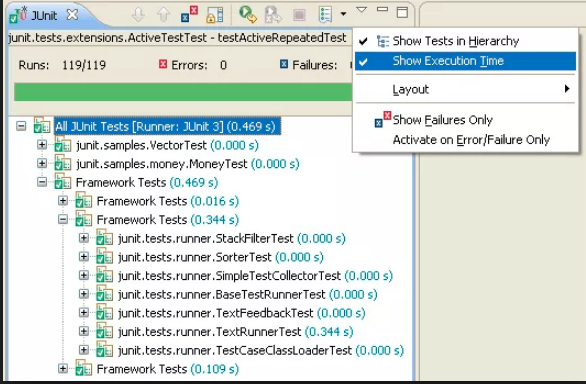 JUnit
junit.tests.extensions.ActiveTestTest - testActiveRepeatedTest
Runs: 119/119 Errors: 0 Failures:
Show Tests in Hierarchy
Show Execution Time
Layout
Show Failures Only
Activate on Error/Failure Only
All JUnit Tests [Runner: JUnit 3] (0.469 s)
junit.samples.VectorTest (0.000 s)
junit.samples.money.MoneyTest (0.000 s)
Framework Tests (0.469 s)
Framework Tests (0.016 s)
Framework Tests (0.344 s)
junit.tests.runner.StackFilterTest (0.000 s)
junit.tests.runner.SorterTest (0.000 s)
junit.tests.runner.SimpleTestCollectorTest (0.000 s)
junit.tests.runner.BaseTestRunnerTest (0.000 s)
junit.tests.runner.TextFeedbackTest (0.000 s)
junit.tests.runner.TextRunnerTest (0.344 s)
junit.tests.runner.TestCaseClassLoaderTest (0.000 s)
Framework Tests (0.109 s)